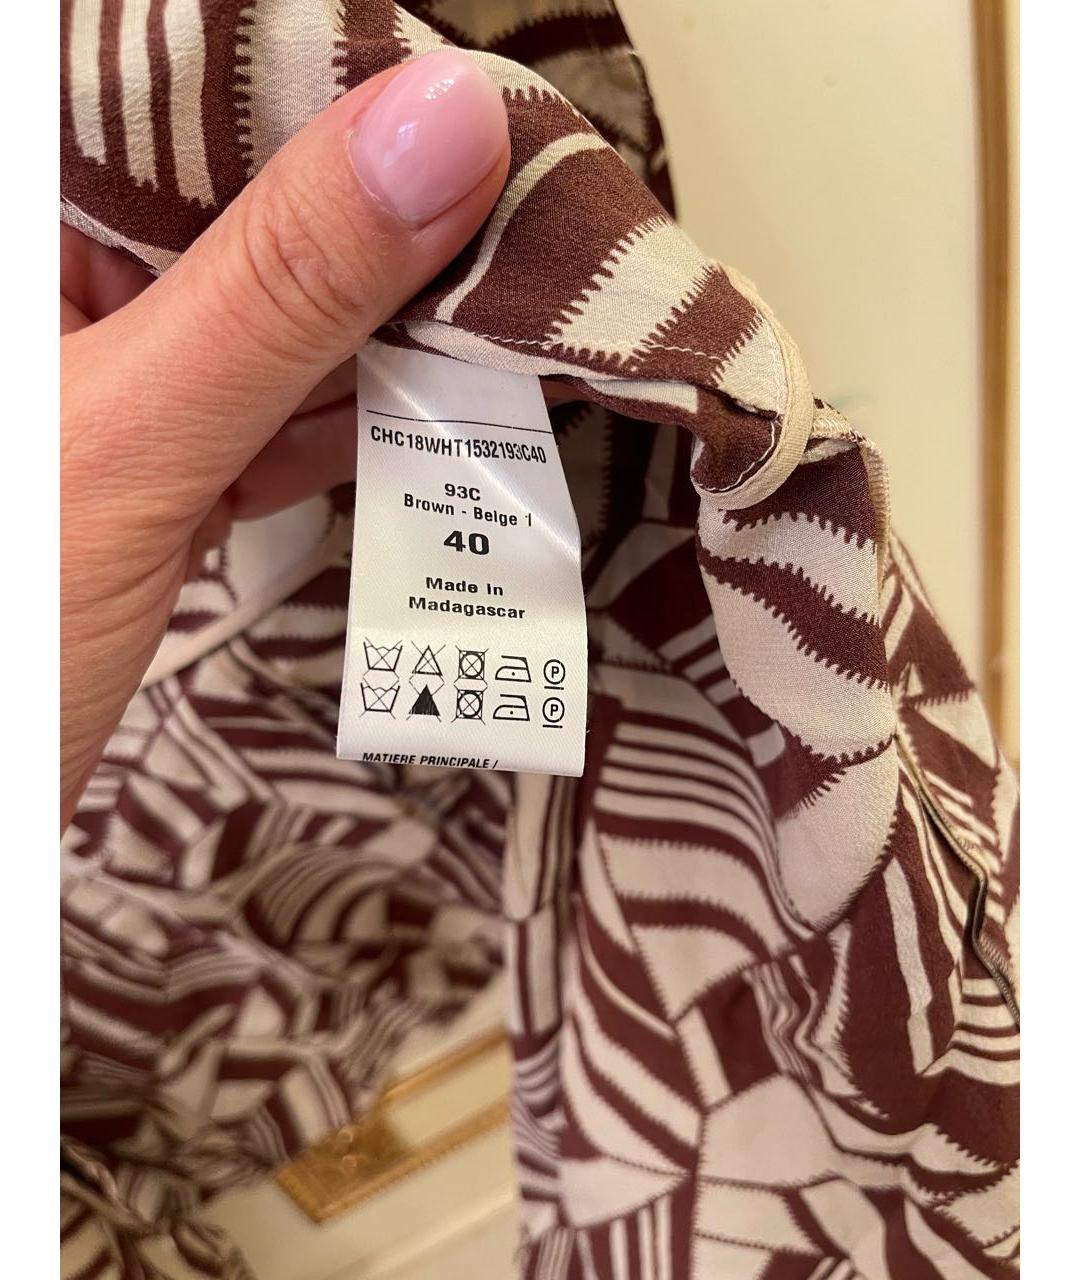 CHC18WHT1532193C40
93C
Brown - Beige 1
40
Made in
Madagascar
P
P
MATIERE PRINCIPALE /